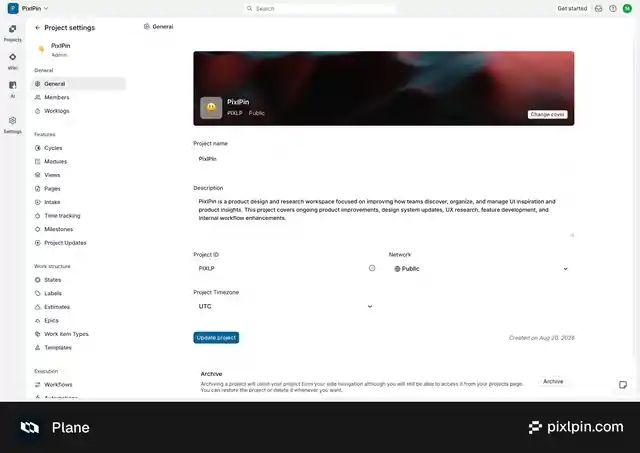 P PixlPin
Search
Get started
N
Projects
Wiki
AI
Settings
Project settings
PixlPin
Admin
General
General
Members
Worklogs
Features
Cycles
Modules
Views
Pages
Intake
Time tracking
Milestones
Project Updates
Work structure
States
Labels
Estimates
Epics
Work item Types
Templates
Execution
Workflows
Automations
General
PixlPin
PIXLP Public
Change cover
Project name
PixlPin
Description
PixlPin is a product design and research workspace focused on improving how teams discover, organize, and manage UI inspiration
and product insights. This project covers ongoing product improvements, design system updates, UX research, feature development, and
internal workflow enhancements.
Project ID
PIXLP
Network
Public
Project Timezone
UTC
Update project
Created on Aug 20, 2026
Archive
Archiving a project will unlist your project from your side navigation although you will still be able to access it from your projects page.
You can restore the project or delete it whenever you want.
Archive
Plane
pixlpin.com